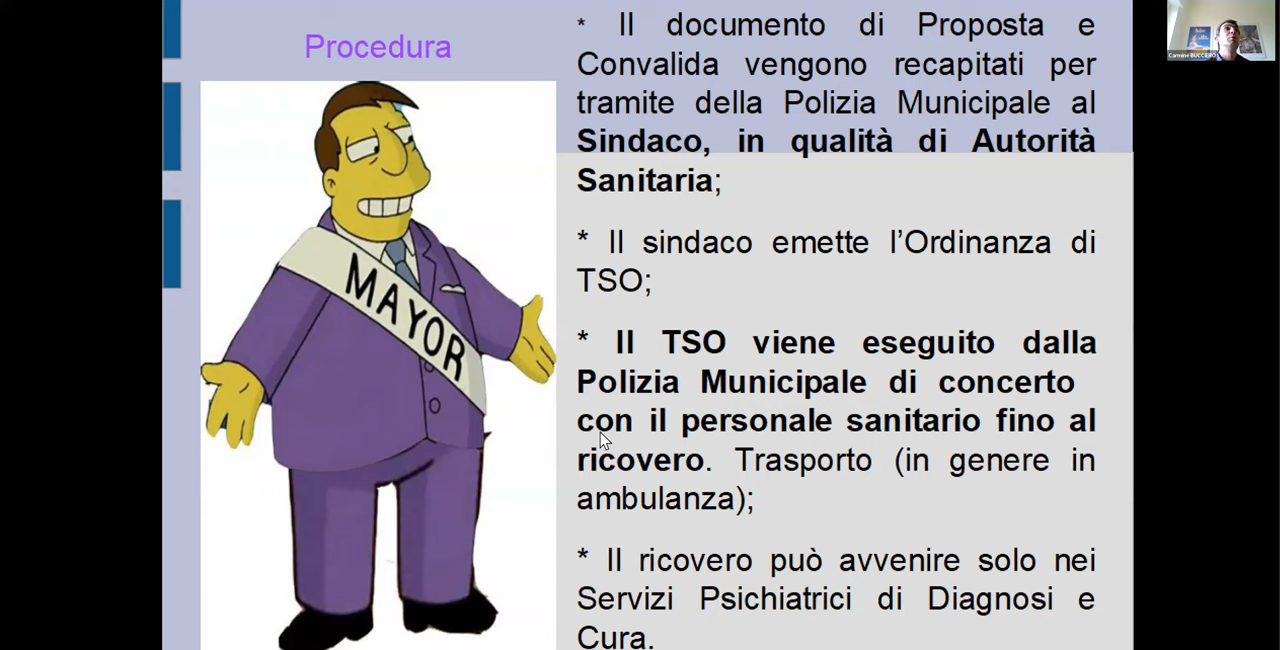 Procedura
* Il documento di Proposta e
Convalida vengono recapitati per
tramite della Polizia Municipale al
Sindaco, in qualità di Autorità
Sanitaria;
* Il sindaco emette l’Ordinanza di
TSO;
* Il TSO viene eseguito dalla
Polizia Municipale di concerto
con il personale sanitario fino al
ricovero. Trasporto (in genere in
ambulanza);
* Il ricovero può avvenire solo nei
Servizi Psichiatrici di Diagnosi e
Cura.
MAYOR
Carmine BUCCERO